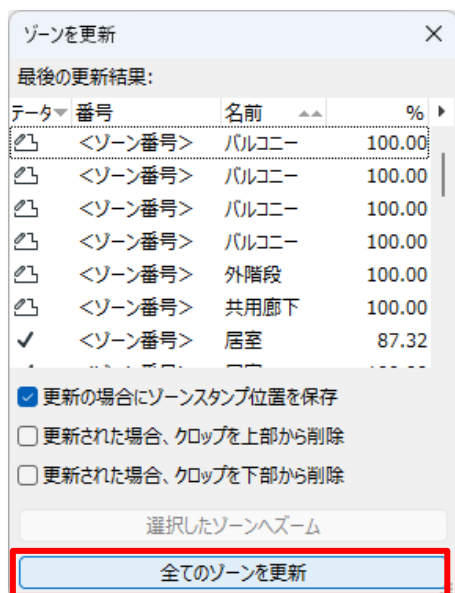 ゾーンを更新
最後の更新結果:
テータ 番号 名前 %
<ゾーン番号> バルコニー 100.00
<ゾーン番号> バルコニー 100.00
<ゾーン番号> バルコニー 100.00
<ゾーン番号> バルコニー 100.00
<ゾーン番号> 外階段 100.00
<ゾーン番号> 共用廊下 100.00
<ゾーン番号> 居室 87.32
更新の場合にゾーンスタンプ位置を保存
更新された場合、クロップを上部から削除
更新された場合、クロップを下部から削除
選択したゾーンへズーム
全てのゾーンを更新